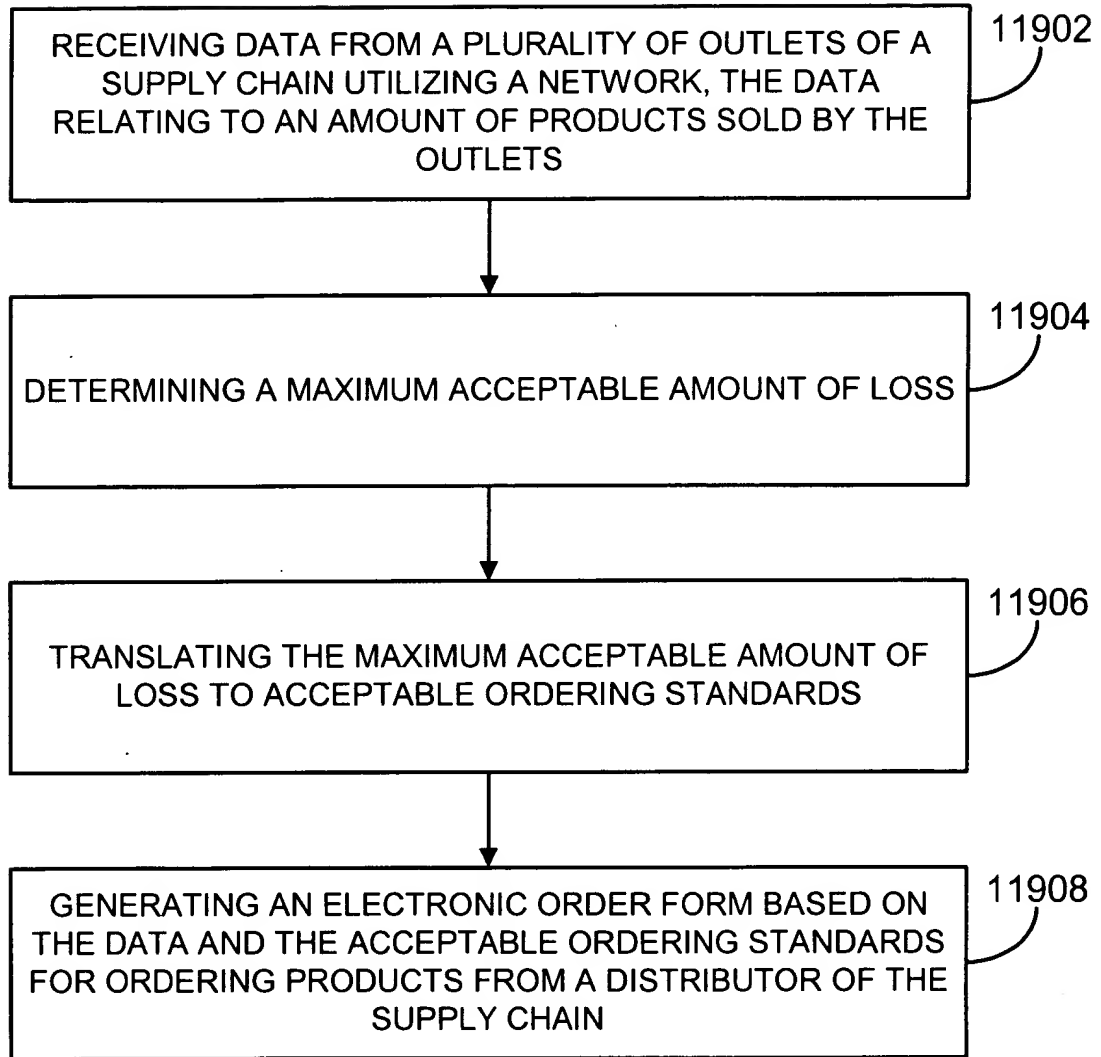 RECEIVING DATA FROM A PLURALITY OF OUTLETS OF A
SUPPLY CHAIN UTILIZING A NETWORK, THE DATA
RELATING TO AN AMOUNT OF PRODUCTS SOLD BY THE
OUTLETS
11902
DETERMINING A MAXIMUM ACCEPTABLE AMOUNT OF LOSS
11904
TRANSLATING THE MAXIMUM ACCEPTABLE AMOUNT OF
LOSS TO ACCEPTABLE ORDERING STANDARDS
11906
GENERATING AN ELECTRONIC ORDER FORM BASED ON
THE DATA AND THE ACCEPTABLE ORDERING STANDARDS
FOR ORDERING PRODUCTS FROM A DISTRIBUTOR OF THE
SUPPLY CHAIN
11908